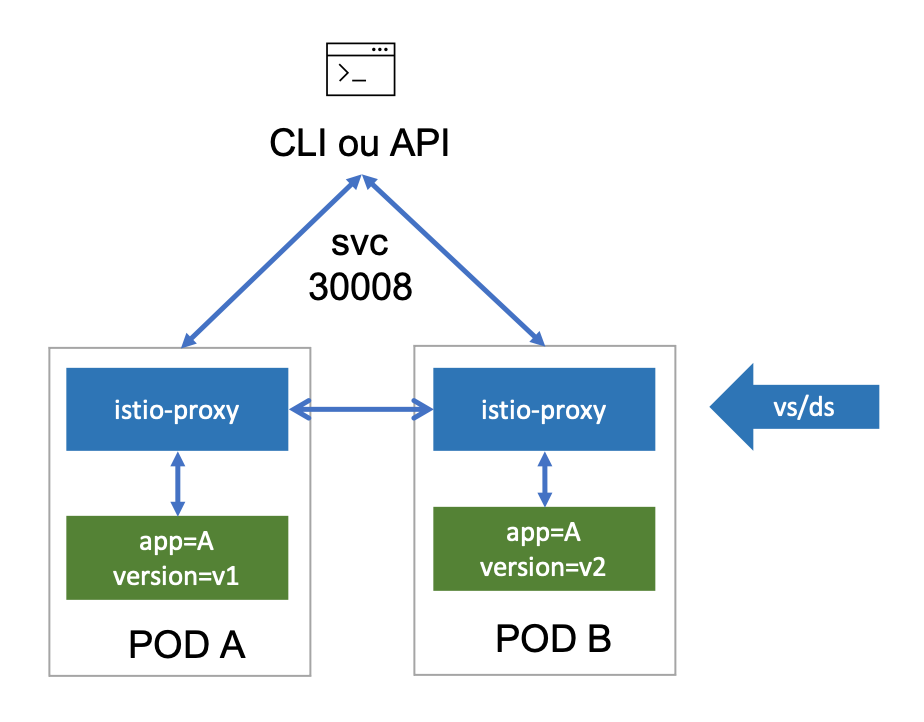 >_
CLI ou API
svc
30008
istio-proxy
istio-proxy
vs/ds
app=A
version=v1
app=A
version=v2
POD A
POD B